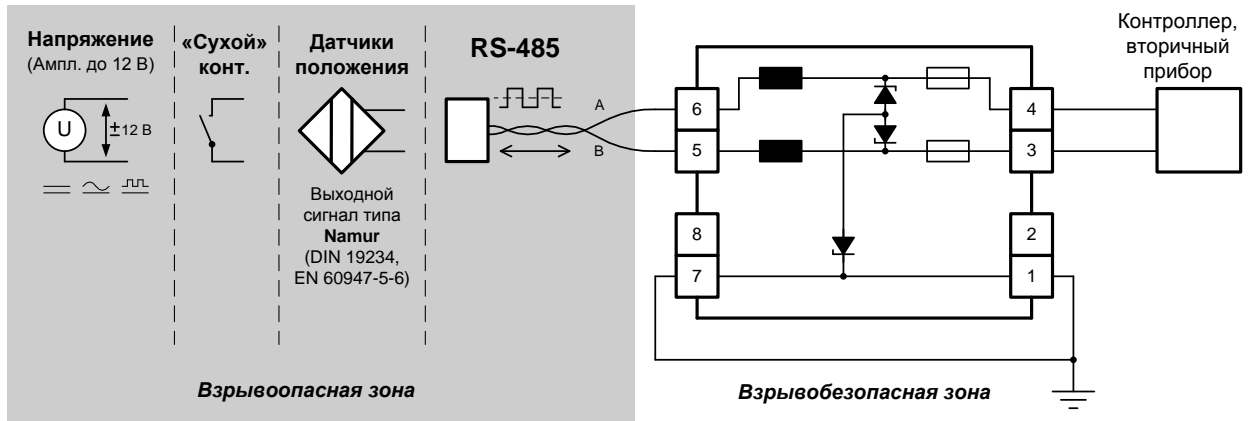 Напряжение
(Ампл. до 12 В)
U
±12 В
«Сухой»
конт.
Датчики
положения
Выходной
сигнал типа
Namur
(DIN 19234,
EN 60947-5-6)
RS-485
A
B
6
5
8
7
4
3
2
1
Контроллер,
вторичный
прибор
Взрывоопасная зона
Взрывобезопасная зона